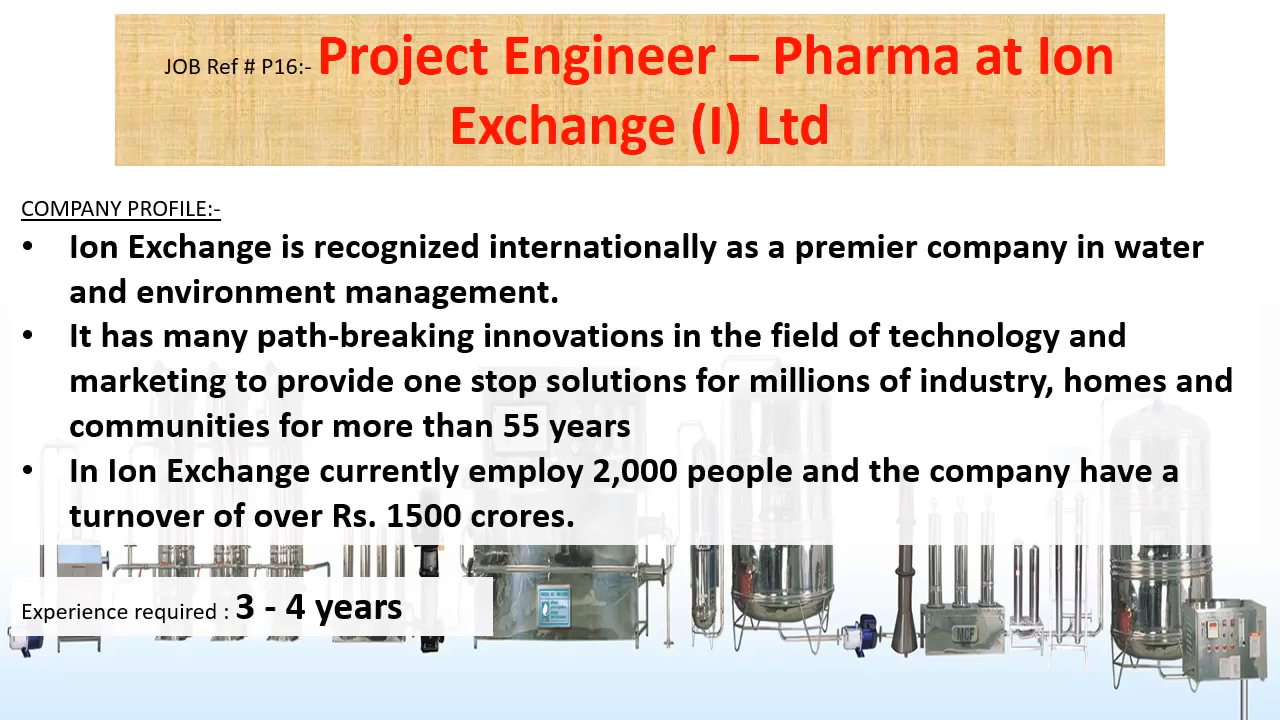 JOB Ref # P16:- Project Engineer – Pharma at Ion
Exchange (I) Ltd
COMPANY PROFILE:-
• Ion Exchange is recognized internationally as a premier company in water
and environment management.
• It has many path-breaking innovations in the field of technology and
marketing to provide one stop solutions for millions of industry, homes and
communities for more than 55 years
• In Ion Exchange currently employ 2,000 people and the company have a
turnover of over Rs. 1500 crores.
Experience required : 3 - 4 years
MCF